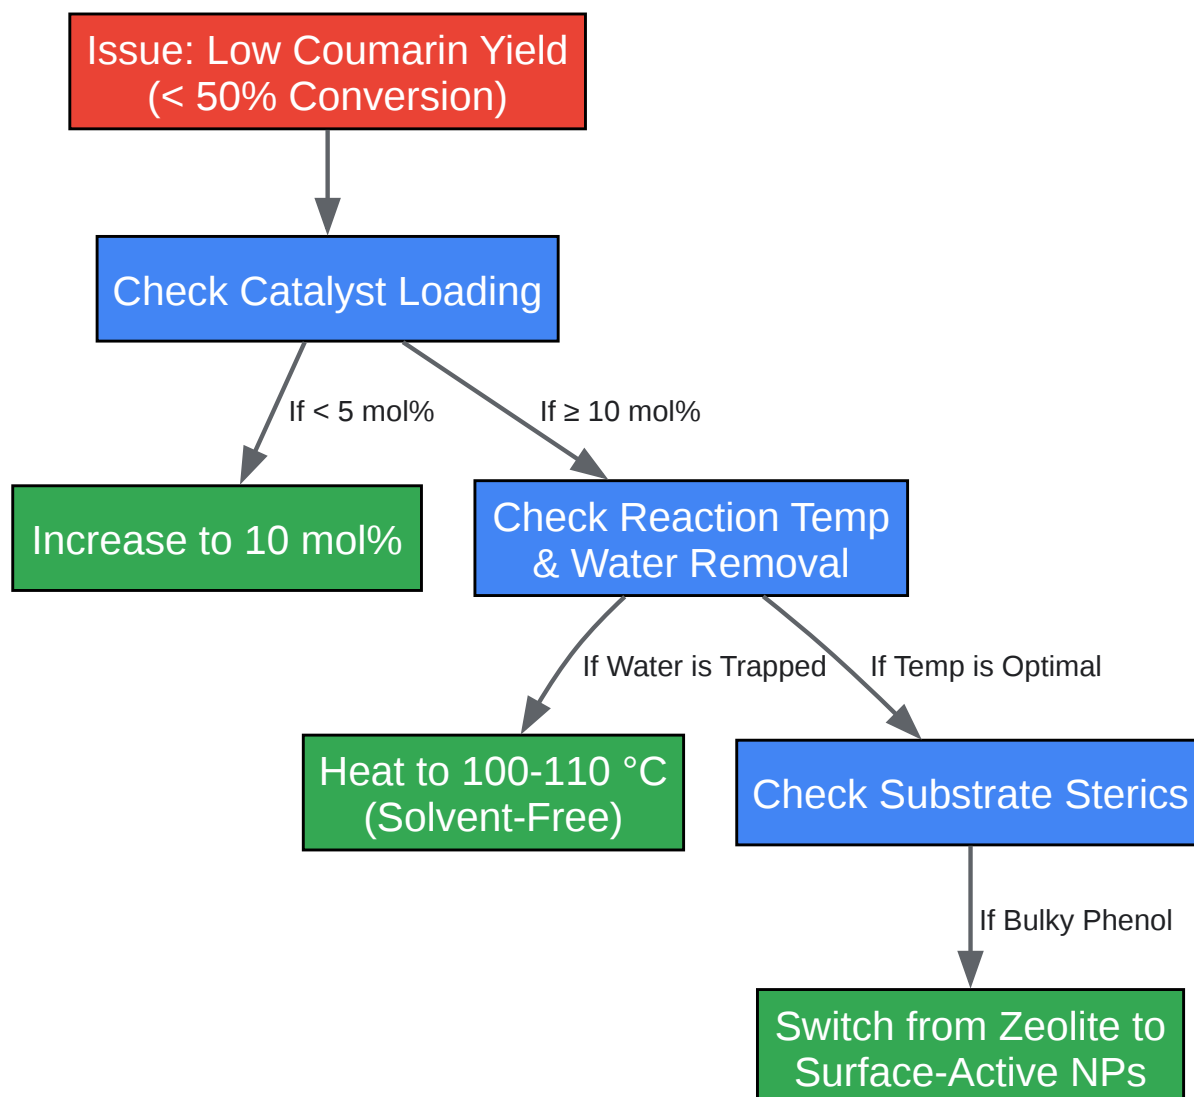 Issue: Low Coumarin Yield
(< 50% Conversion)
Check Catalyst Loading
If < 5 mol%
If ≥ 10 mol%
Increase to 10 mol%
Check Reaction Temp
& Water Removal
If Water is Trapped
If Temp is Optimal
Heat to 100-110 °C
(Solvent-Free)
Check Substrate Sterics
If Bulky Phenol
Switch from Zeolite to
Surface-Active NPs